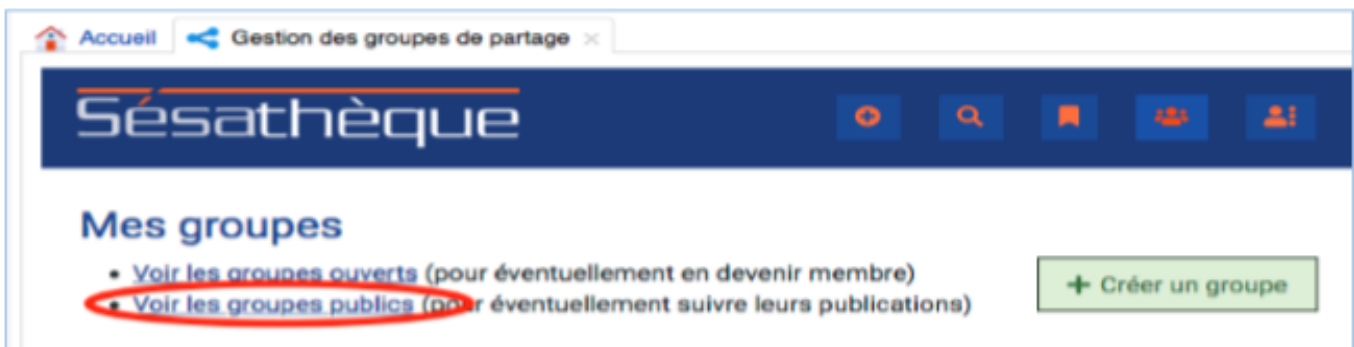 Accueil Gestion des groupes de partage ×
Sésathèque
Mes groupes
• Voir les groupes ouverts (pour éventuellement en devenir membre)
• Voir les groupes publics (pour éventuellement suivre leurs publications)
+ Créer un groupe